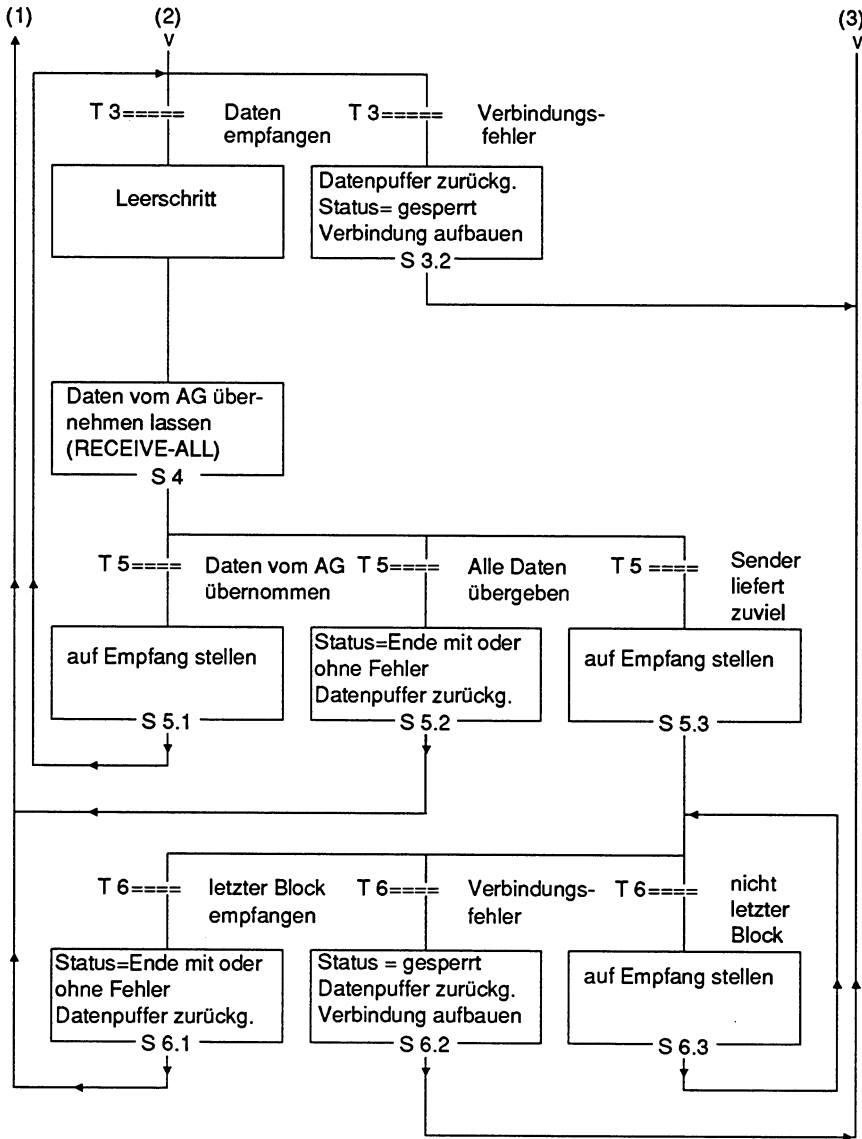 (1)
(2)
(3)
v
v
T 3===== Daten
empfangen
T 3===== Verbindungs-
fehler
Leerschritt
Datenpuffer zurückg.
Status= gesperrt
Verbindung aufbauen
S 3.2
Daten vom AG über-
nehmen lassen
(RECEIVE-ALL)
S 4
T 5==== Daten vom AG
übernommen
T 5==== Alle Daten
übergeben
T 5 ==== Sender
liefert
zuviel
auf Empfang stellen
S 5.1
Status=Ende mit oder
ohne Fehler
Datenpuffer zurückg.
S 5.2
auf Empfang stellen
S 5.3
T 6==== letzter Block
empfangen
T 6==== Verbindungs-
fehler
T 6==== nicht
letzter
Block
Status=Ende mit oder
ohne Fehler
Datenpuffer zurückg.
S 6.1
Status = gesperrt
Datenpuffer zurückg.
Verbindung aufbauen
S 6.2
auf Empfang stellen
S 6.3